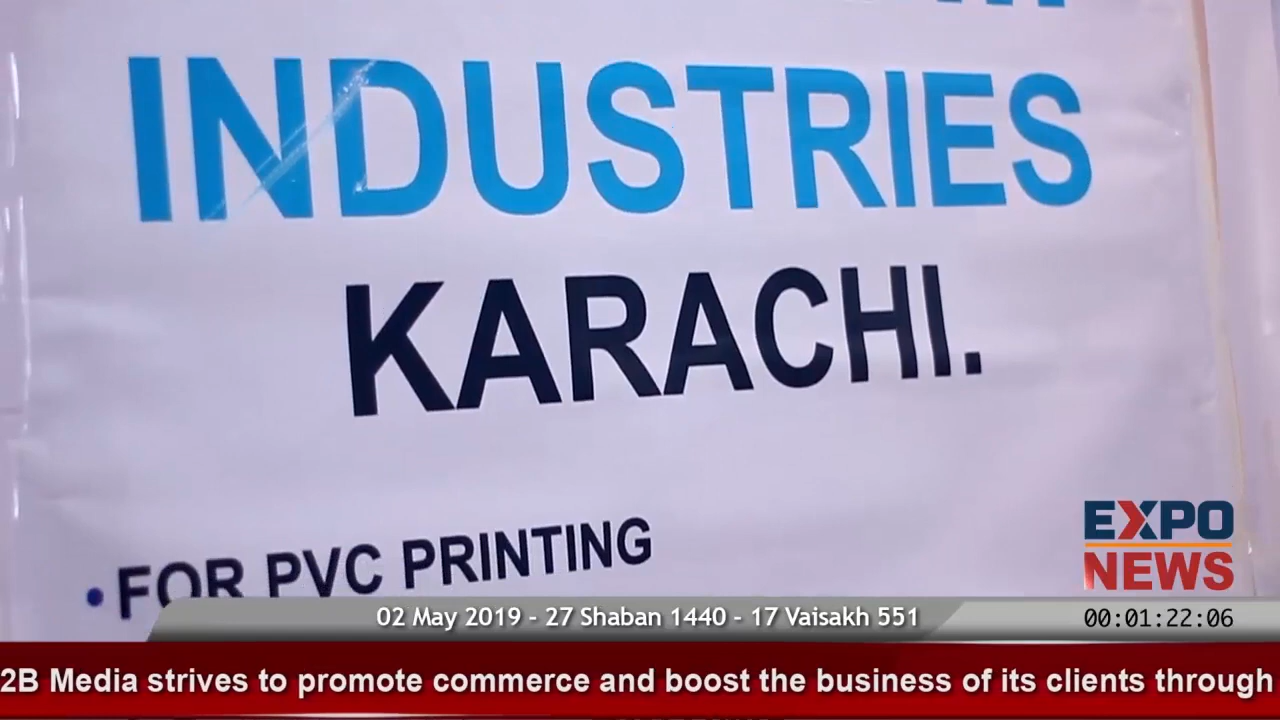 INDUSTRIES
KARACHI.
• FOR PVC PRINTING
EXPO
NEWS
02 May 2019 - 27 Shaban 1440 - 17 Vaisakh 551
00:01:22:06
2B Media strives to promote commerce and boost the business of its clients through